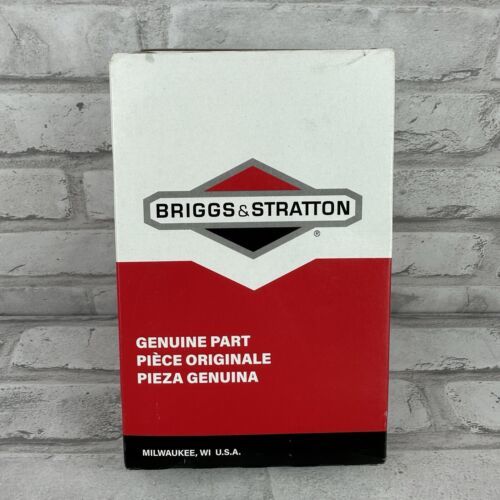 BRIGGS & STRATTON
®
GENUINE PART
PIÈCE ORIGINALE
PIEZA GENUINA
MILWAUKEE, WI U.S.A.